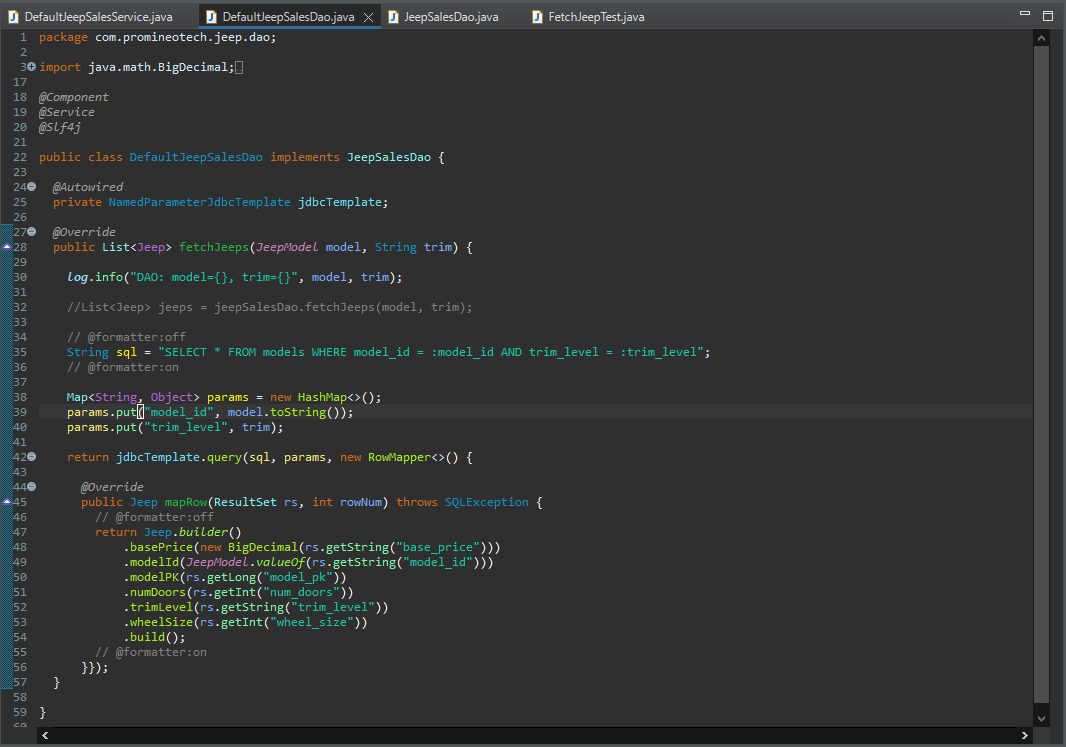 DefaultJeepSalesService.java DefaultJeepSalesDao.java JeepSalesDao.java FetchJeepTest.java
1 package com.promineotech.jeep.dao;
2
3 import java.math.BigDecimal;
17
18 @Component
19 @Service
20 @Slf4j
21
22 public class DefaultJeepSalesDao implements JeepSalesDao {
23
24 @Autowired
25 private NamedParameterJdbcTemplate jdbcTemplate;
26
27 @Override
28 public List<Jeep> fetchJeeps(JeepModel model, String trim) {
29
30 log.info("DAO: model={}, trim={}", model, trim);
31
32 //List<Jeep> jeeps = jeepSalesDao.fetchJeeps(model, trim);
33
34 // @formatter:off
35 String sql = "SELECT * FROM models WHERE model_id = :model_id AND trim_level = :trim_level";
36 // @formatter:on
37
38 Map<String, Object> params = new HashMap<>();
39 params.put("model_id", model.toString());
40 params.put("trim_level", trim);
41
42 return jdbcTemplate.query(sql, params, new RowMapper<>() {
43
44 @Override
45 public Jeep mapRow(ResultSet rs, int rowNum) throws SQLException {
46 // @formatter:off
47 return Jeep.builder()
48 .basePrice(new BigDecimal(rs.getString("base_price")))
49 .modelId(JeepModel.valueOf(rs.getString("model_id")))
50 .modelPK(rs.getLong("model_pk"))
51 .numDoors(rs.getInt("num_doors"))
52 .trimLevel(rs.getString("trim_level"))
53 .wheelSize(rs.getInt("wheel_size"))
54 .build();
55 // @formatter:on
56 }});
57 }
58
59 }
60